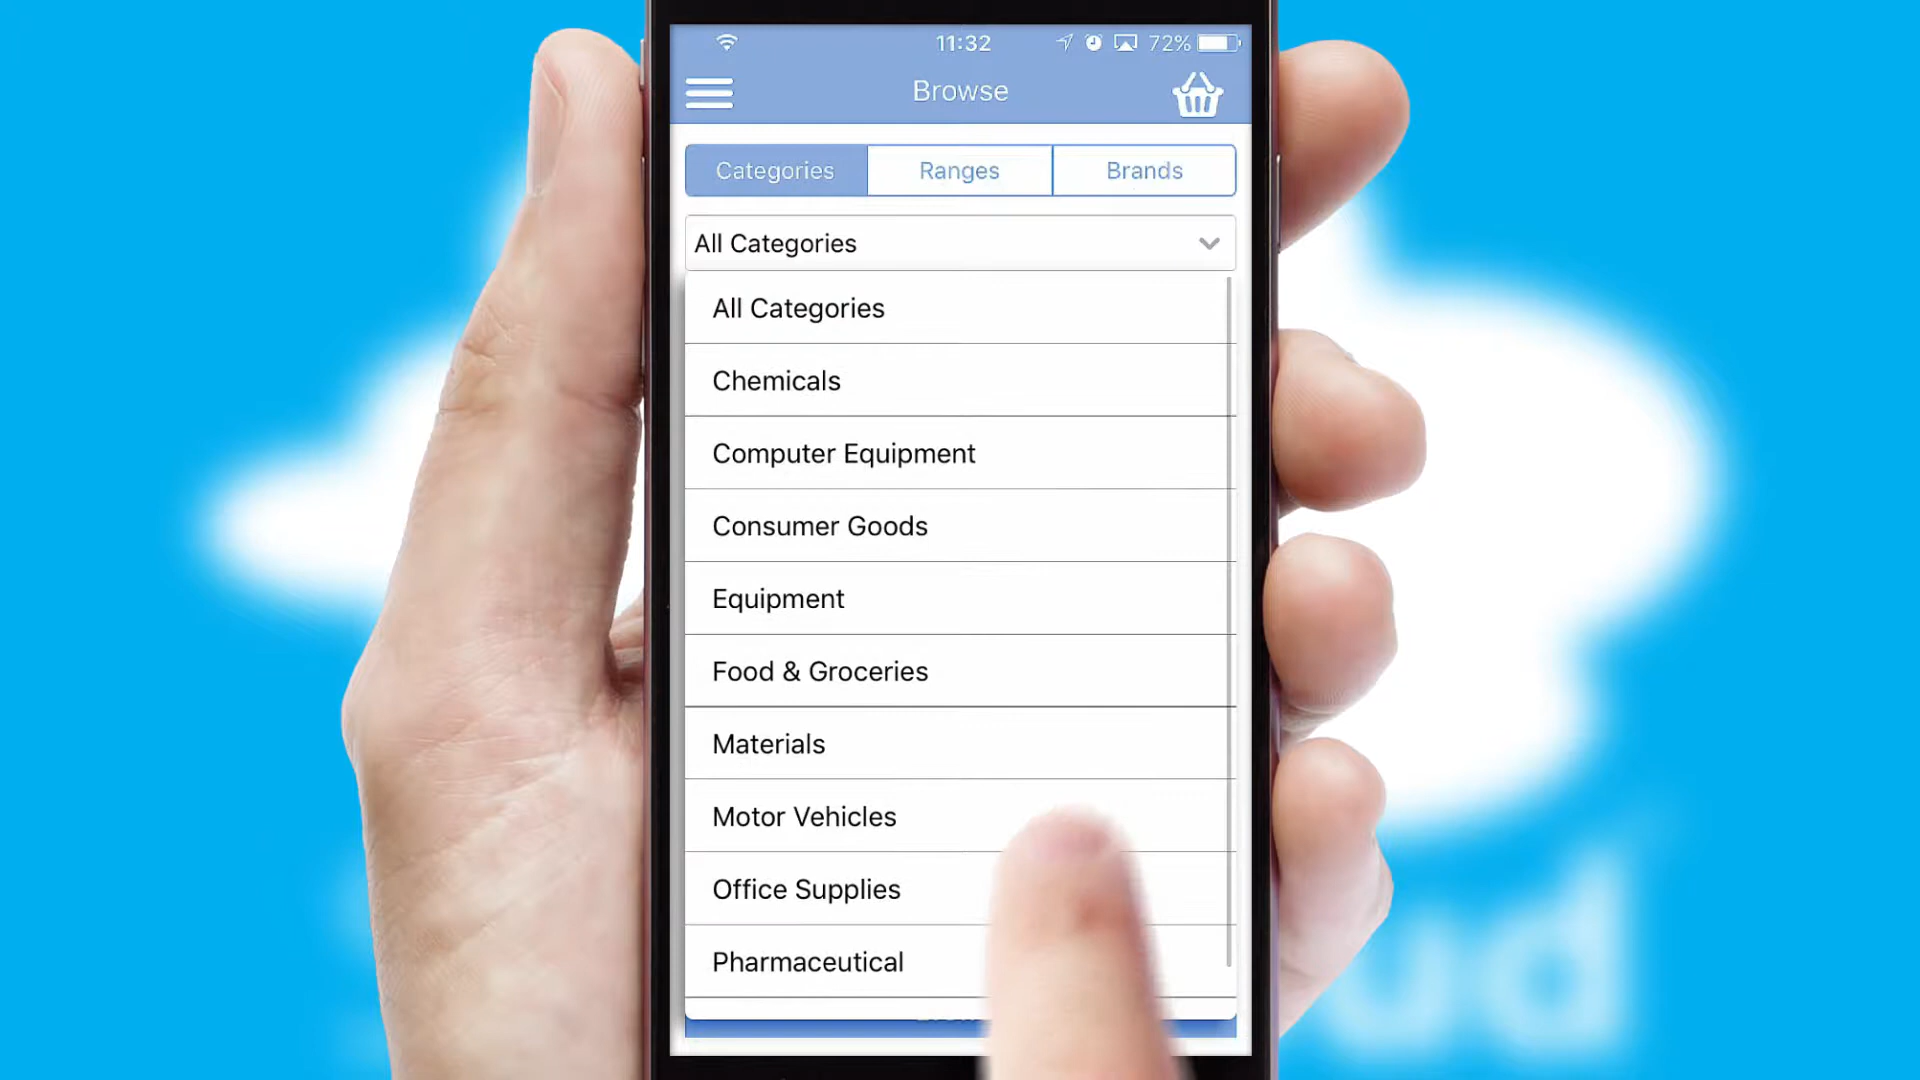 11:32
72%
Browse
Categories
Ranges
Brands
All Categories
All Categories
Chemicals
Computer Equipment
Consumer Goods
Equipment
Food & Groceries
Materials
Motor Vehicles
Office Supplies
Pharmaceutical
ud